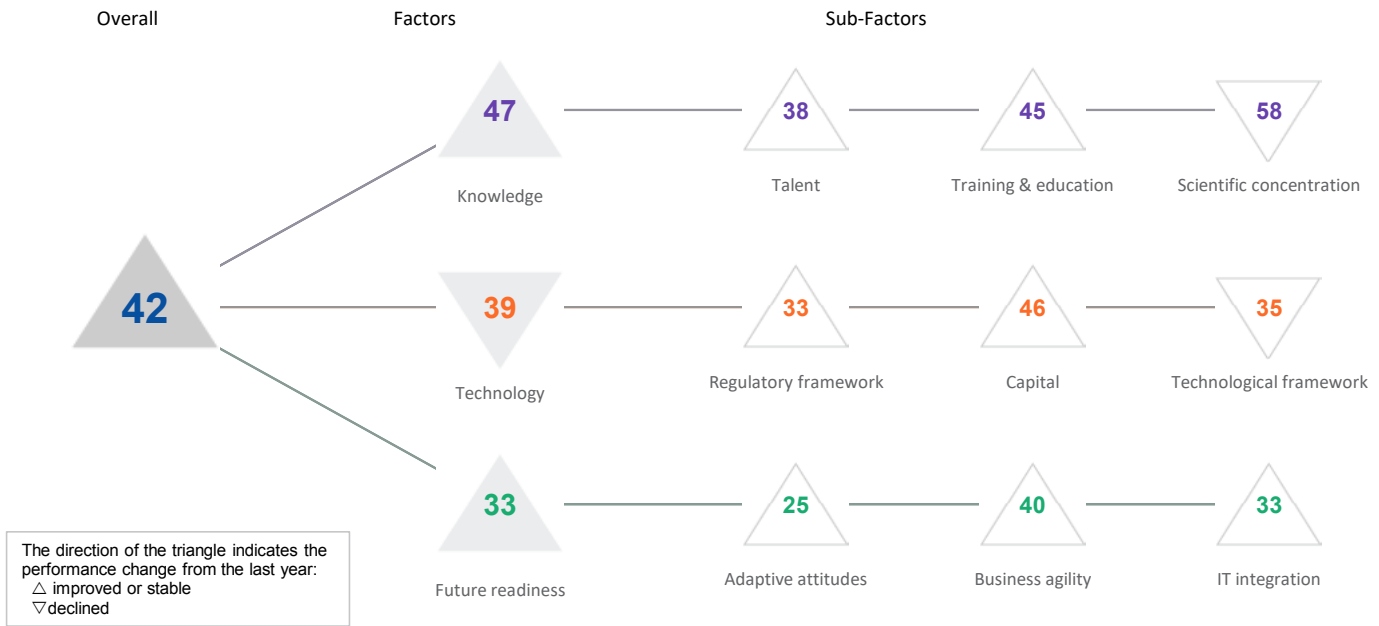 Overall Factors Sub-Factors
47 38 45 58
Knowledge Talent Training & education Scientific concentration
42 39 33 46 35
Technology Regulatory framework Capital Technological framework
33 25 40 33
Future readiness Adaptive attitudes Business agility IT integration
The direction of the triangle indicates the
performance change from the last year:
△ improved or stable
▽declined